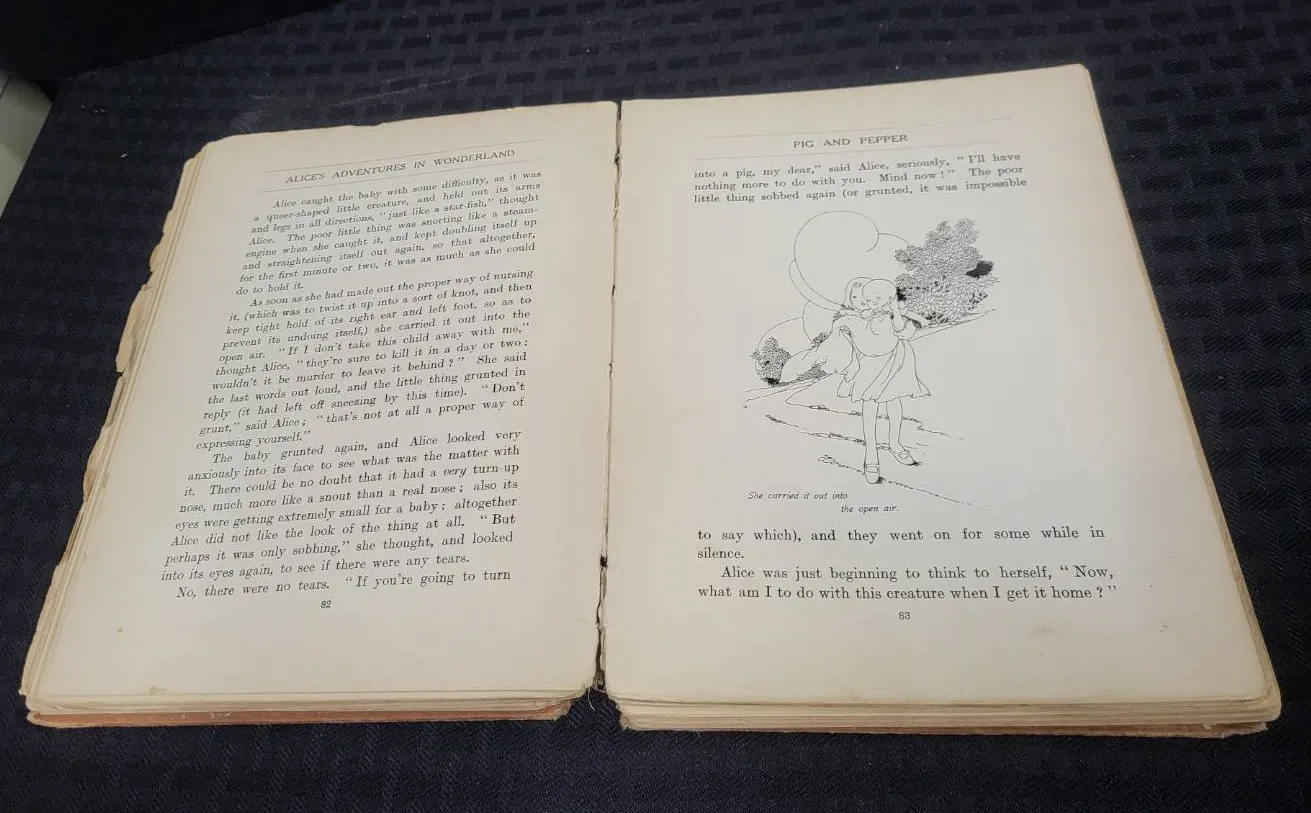 ALICE'S ADVENTURES IN WONDERLAND
Alice caught the baby with some difficulty, as it was
a queer-shaped little creature, and held out its arms
and legs in all directions, "just like a star-fish," thought
Alice. The poor little thing was snorting like a steam-
engine when she caught it, and kept doubling itself up
and straightening itself out again, so that altogether,
for the first minute or two, it was as much as she could
do to hold it.
As soon as she had made out the proper way of nursing
it, (which was to twist it up into a sort of knot, and then
keep tight hold of its right ear and left foot, so as to
prevent its undoing itself,) she carried it out into the
open air. "If I don't take this child away with me,"
thought Alice, "they're sure to kill it in a day or two:
wouldn't it be murder to leave it behind?" She said
the last words out loud, and the little thing grunted in
reply (it had left off sneezing by this time). "Don't
grunt," said Alice; "that's not at all a proper way of
expressing yourself."
The baby grunted again, and Alice looked very
anxiously into its face to see what was the matter with
it. There could be no doubt that it had a very turn-up
nose, much more like a snout than a real nose; also its
eyes were getting extremely small for a baby: altogether
Alice did not like the look of the thing at all. "But
perhaps it was only sobbing," she thought, and looked
into its eyes again, to see if there were any tears.
No, there were no tears. "If you're going to turn
82
PIG AND PEPPER
into a pig, my dear," said Alice, seriously, "I'll have
nothing more to do with you. Mind now!" The poor
little thing sobbed again (or grunted, it was impossible
She carried it out into
the open air.
to say which), and they went on for some while in
silence.
Alice was just beginning to think to herself, "Now,
what am I to do with this creature when I get it home?"
83